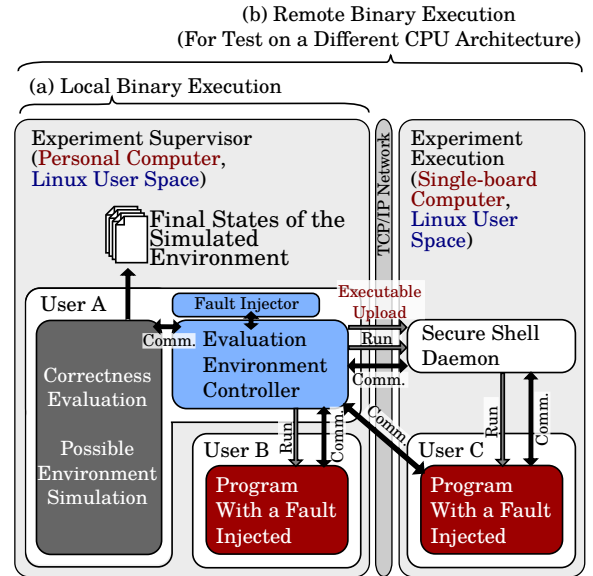 (b) Remote Binary Execution
(For Test on a Different CPU Architecture)
(a) Local Binary Execution
Experiment Supervisor
(Personal Computer,
Linux User Space)
Final States of the
Simulated
Environment
TCP/IP Network
Experiment
Execution
(Single-board
Computer,
Linux User
Space)
User A
Fault Injector
Executable
Upload
Comm.
Evaluation
Environment
Controller
Run
Comm.
Secure Shell
Daemon
Correctness
Evaluation
Possible
Environment
Simulation
Run
Comm.
Comm.
Run
Comm.
User B
Program
With a Fault
Injected
User C
Program
With a Fault
Injected